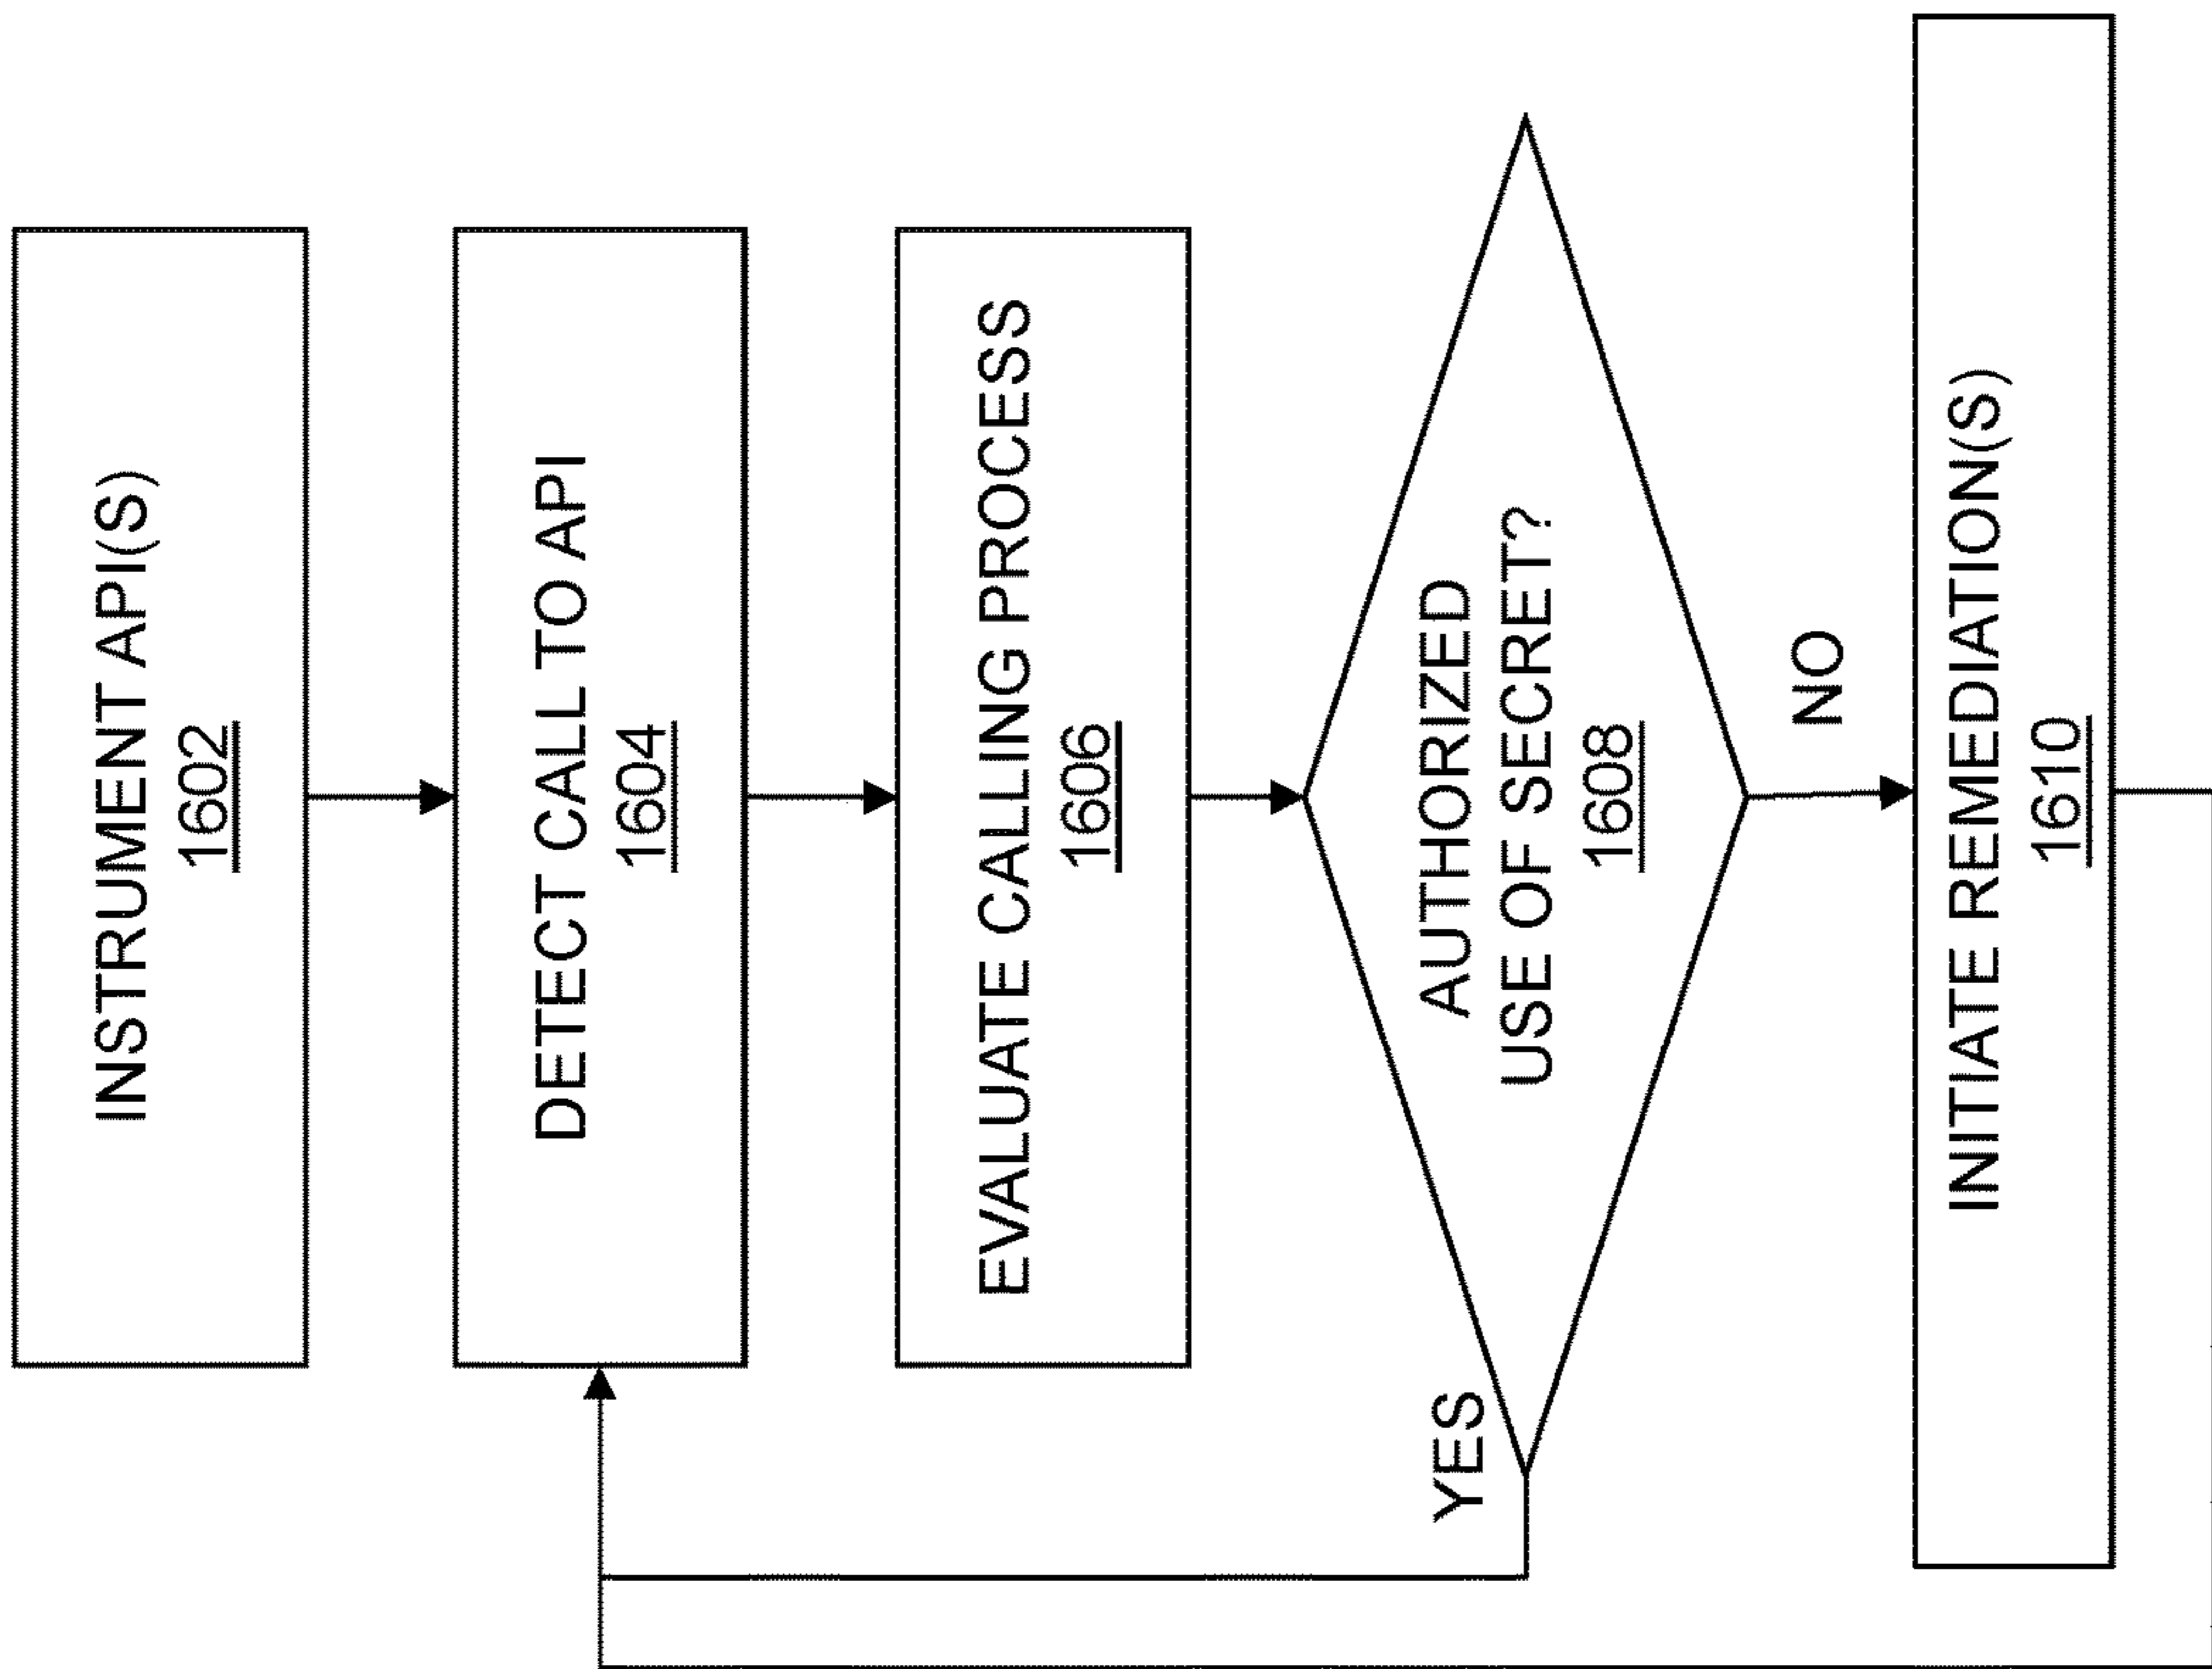 INSTRUMENT API(S)
1602
DETECT CALL TO API
1604
EVALUATE CALLING PROCESS
1606
AUTHORIZED
USE OF SECRET?
1608
YES
NO
INITIATE REMEDIATION(S)
1610